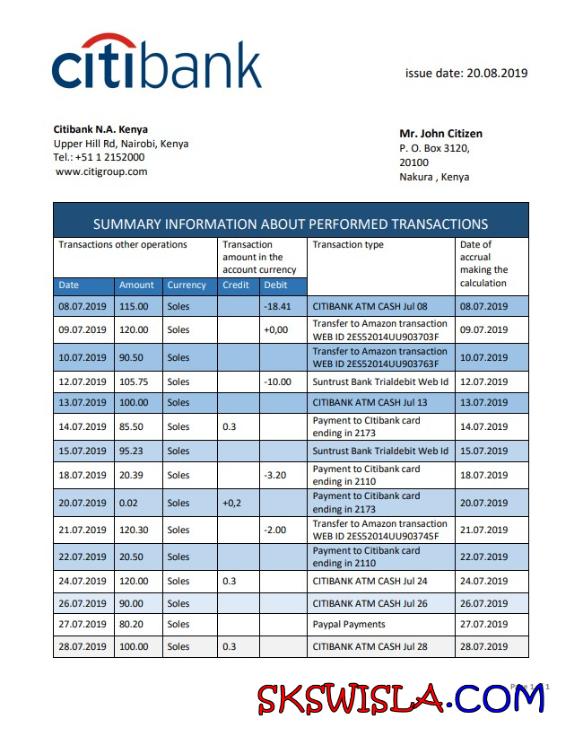 citibank
issue date: 20.08.2019
Citibank N.A. Kenya
Upper Hill Rd, Nairobi, Kenya
Tel.: +51 1 2152000
www.citigroup.com
Mr. John Citizen
P. O. Box 3120,
20100
Nakura , Kenya
SUMMARY INFORMATION ABOUT PERFORMED TRANSACTIONS
Transactions other operations
Transaction
amount in the
account currency
Transaction type
Date of
accrual
making the
calculation
Date Amount Currency Credit Debit
08.07.2019 115.00 Soles -18.41 CITIBANK ATM CASH Jul 08 08.07.2019
09.07.2019 120.00 Soles +0,00 Transfer to Amazon transaction
WEB ID 2ES52014UU903703F 09.07.2019
10.07.2019 90.50 Soles Transfer to Amazon transaction
WEB ID 2ES52014UU903763F 10.07.2019
12.07.2019 105.75 Soles -10.00 Suntrust Bank Trialdebit Web Id 12.07.2019
13.07.2019 100.00 Soles CITIBANK ATM CASH Jul 13 13.07.2019
14.07.2019 85.50 Soles 0.3 Payment to CItibank card
ending in 2173 14.07.2019
15.07.2019 95.23 Soles Suntrust Bank Trialdebit Web Id 15.07.2019
18.07.2019 20.39 Soles -3.20 Payment to Citibank card
ending in 2110 18.07.2019
20.07.2019 0.02 Soles +0,2 Payment to Citibank card
ending in 2173 20.07.2019
21.07.2019 120.30 Soles -2.00 Transfer to Amazon transaction
WEB ID 2ES52014UU903745F 21.07.2019
22.07.2019 20.50 Soles Payment to Citibank card
ending in 2110 22.07.2019
24.07.2019 120.00 Soles 0.3 CITIBANK ATM CASH Jul 24 24.07.2019
26.07.2019 90.00 Soles CITIBANK ATM CASH Jul 26 26.07.2019
27.07.2019 80.20 Soles Paypal Payments 27.07.2019
28.07.2019 100.00 Soles 0.3 CITIBANK ATM CASH Jul 28 28.07.2019
SKSWISLA.COM